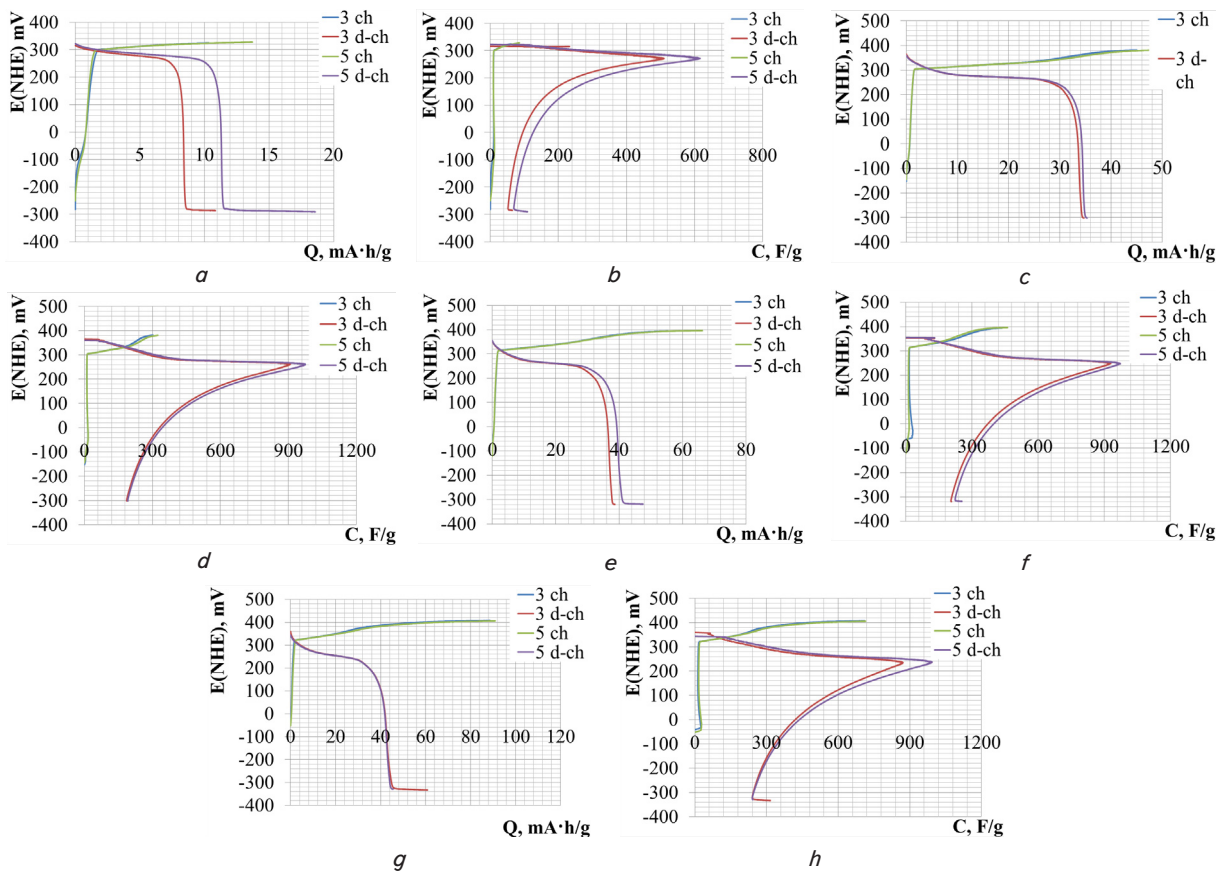 E(NHE), mV
400
300
200
100
0
-100
-200
-300
-400
0
5
10
15
20
3 ch
3 d-ch
5 ch
5 d-ch
Q, mA·h/g
a
E(NHE), mV
400
300
200
100
0
-100
-200
-300
-400
0
200
400
600
800
3 ch
3 d-ch
5 ch
5 d-ch
C, F/g
b
E(NHE), mV
500
400
300
200
100
0
-100
-200
-300
-400
0
10
20
30
40
50
3 ch
3 d-
ch
Q, mA·h/g
c
E(NHE), mV
500
400
300
200
100
0
-100
-200
-300
-400
0
300
600
900
1200
3 ch
3 d-ch
5 ch
5 d-ch
C, F/g
d
E(NHE), mV
500
400
300
200
100
0
-100
-200
-300
-400
0
20
40
60
80
3 ch
3 d-ch
5 ch
5 d-ch
Q, mA·h/g
e
E(NHE), mV
500
400
300
200
100
0
-100
-200
-300
-400
0
300
600
900
1200
3 ch
3 d-ch
5 ch
5 d-ch
C, F/g
f
E(NHE), mV
500
400
300
200
100
0
-100
-200
-300
-400
0
20
40
60
80
100
120
3 ch
3 d-ch
5 ch
5 d-ch
Q, mA·h/g
g
E(NHE), mV
500
400
300
200
100
0
-100
-200
-300
-400
0
300
600
900
1200
3 ch
3 d-ch
5 ch
5 d-ch
C, F/g
h